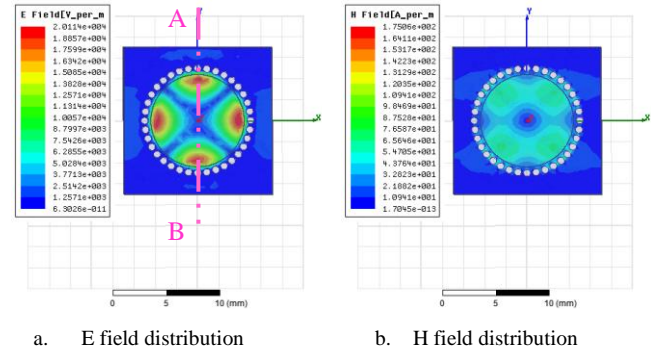 E Field[V_per_m
2.0114e+004
1.8857e+004
1.7599e+004
1.6342e+004
1.5085e+004
1.3828e+004
1.2571e+004
1.1314e+004
1.0057e+004
8.7997e+003
7.5426e+003
6.2855e+003
5.0284e+003
3.7713e+003
2.5142e+003
1.2571e+003
6.3026e-011
A
B
X
0 5 10 (mm)
a. E field distribution
H Field[A_per_m
1.7506e+002
1.6411e+002
1.5317e+002
1.4223e+002
1.3129e+002
1.2035e+002
1.0941e+002
9.8469e+001
8.7528e+001
7.6587e+001
6.5646e+001
5.4705e+001
4.3764e+001
3.2823e+001
2.1882e+001
1.0941e+001
1.7045e-013
Y
X
0 5 10 (mm)
b. H field distribution